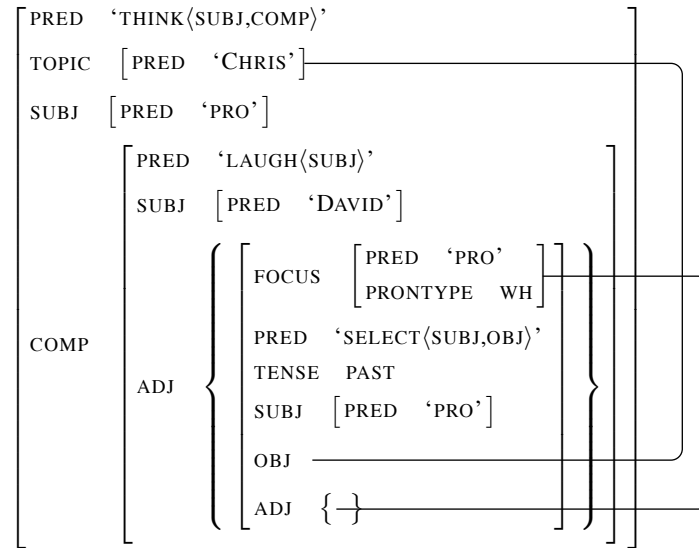 PRED ‘THINK⟨SUBJ,COMP⟩’
TOPIC [PRED ‘CHRIS’]
SUBJ [PRED ‘PRO’]
PRED ‘LAUGH⟨SUBJ⟩’
SUBJ [PRED ‘DAVID’]
PRED ‘PRO’
FOCUS
PRONTYPE WH
PRED ‘SELECT⟨SUBJ,OBJ⟩’
COMP
TENSE PAST
ADJ
SUBJ [PRED ‘PRO’]
OBJ
ADJ { }